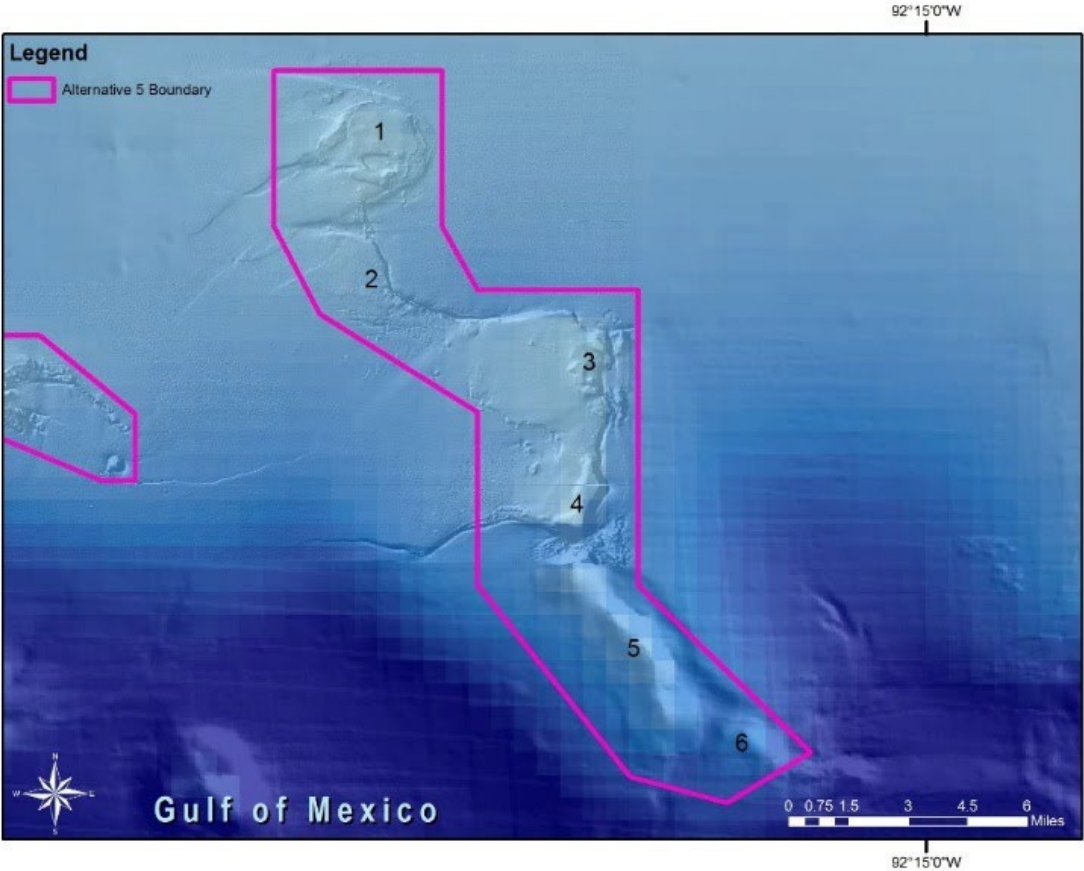 92°15'0"W
Legend
Alternative 5 Boundary
1
2
3
4
5
6
N
W E
S
Gulf of Mexico
0 0.75 1.5 3 4.5 6
Miles
92°15'0"W